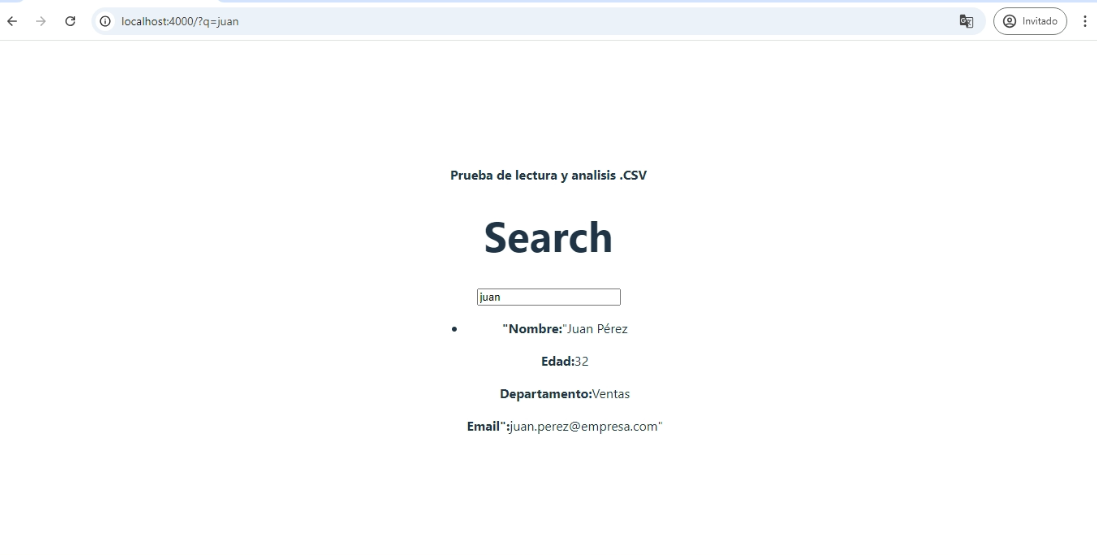 localhost:4000/?q=juan
Invitado
Prueba de lectura y analisis .CSV
Search
juan
"Nombre:"Juan Pérez
Edad:32
Departamento:Ventas
Email":juan.perez@empresa.com"